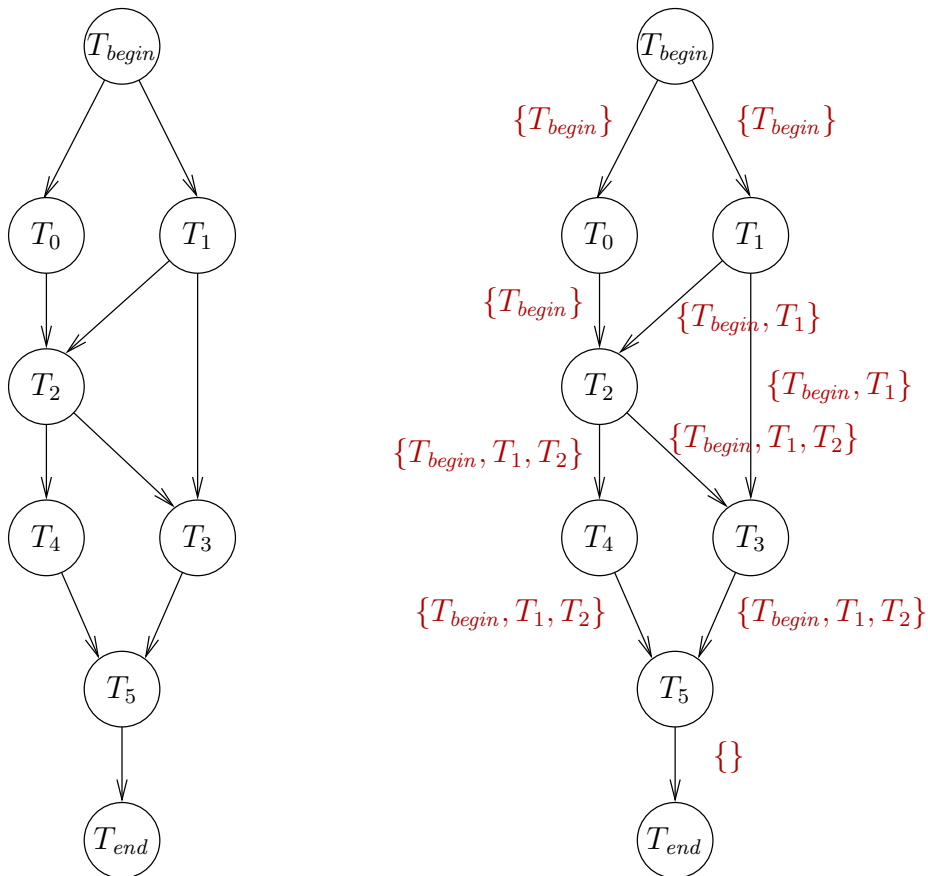 T_begin T_begin
{T_begin} {T_begin}
T_0 T_1 T_0 T_1
{T_begin} {T_begin, T_1}
T_2 T_2 {T_begin, T_1}
{T_begin, T_1, T_2} {T_begin, T_1, T_2}
T_4 T_3 T_4 T_3
{T_begin, T_1, T_2} {T_begin, T_1, T_2}
T_5 T_5
{}
T_end T_end